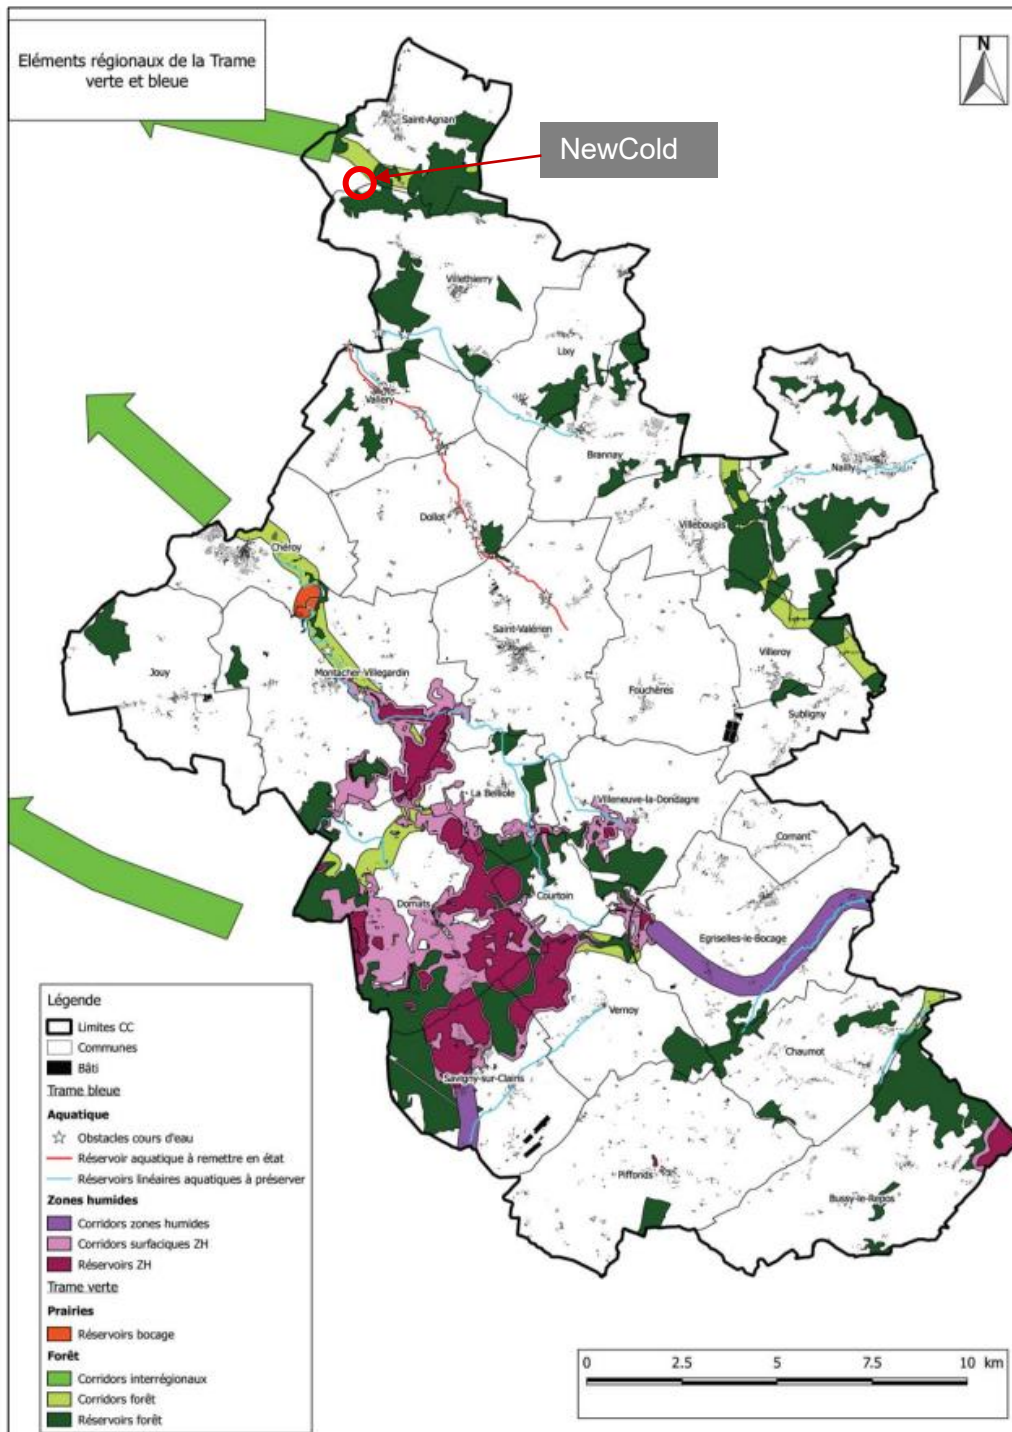 Eléments régionaux de la Trame
verte et bleue
N
Saint-Agnan
NewCold
Villethierry
Lixy
Vallery
Brannay
Nailly
Dollot
Villebougis
Chéroy
Saint-Valérien
Villeroy
Jouy
Montacher-Villegardin
Fouchères
Subligny
La Belliole
Villeneuve-la-Dondagre
Cornant
Courtoin
Domats
Egriselles-le-Bocage
Vernoy
Chaumot
Savigny-sur-Clairis
Piffonds
Bussy-le-Repos
Légende
Limites CC
Communes
Bâti
Trame bleue
Aquatique
Obstacles cours d'eau
Réservoir aquatique à remettre en état
Réservoirs linéaires aquatiques à préserver
Zones humides
Corridors zones humides
Corridors surfaciques ZH
Réservoirs ZH
Trame verte
Prairies
Réservoirs bocage
Forêt
Corridors interrégionaux
Corridors forêt
Réservoirs forêt
0 2.5 5 7.5 10 km